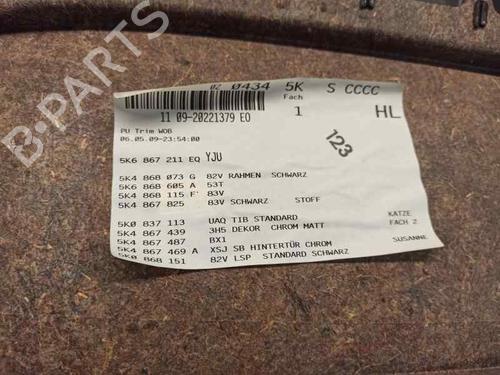 B-PARTS
02 0434 5K S CCCC
Fach
11 09-20221379 EO 1 HL
PU Trim WOB
06.05.09-23:54:00
123
5K6 867 211 EQ YJU
5K4 868 073 G 82V RAHMEN SCHWARZ
5K6 868 605 A 53T
5K4 868 115 F 83V
5K4 867 825 83V SCHWARZ STOFF
5K0 837 113 UAQ TIB STANDARD KATZE
5K4 867 439 3H5 DEKOR CHROM MATT FACH 2
5K4 867 487 BX1
5K4 867 469 A XSJ SB HINTERTÜR CHROM SUSANNE
5K0 868 151 82V LSP STANDARD SCHWARZ